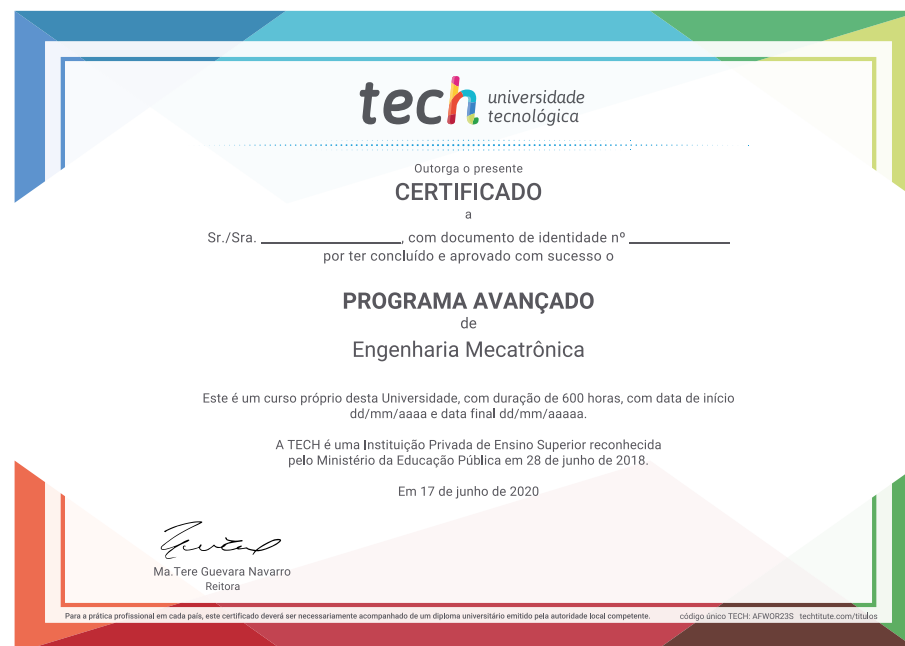 tech universidade
tecnológica
Outorga o presente
CERTIFICADO
a
Sr./Sra. ________________, com documento de identidade nº ____________
por ter concluído e aprovado com sucesso o
PROGRAMA AVANÇADO
de
Engenharia Mecatrônica
Este é um curso próprio desta Universidade, com duração de 600 horas, com data de início
dd/mm/aaaa e data final dd/mm/aaaaa.
A TECH é uma Instituição Privada de Ensino Superior reconhecida
pelo Ministério da Educação Pública em 28 de junho de 2018.
Em 17 de junho de 2020
Ma.Tere Guevara Navarro
Reitora
Para a prática profissional em cada país, este certificado deverá ser necessariamente acompanhado de um diploma universitário emitido pela autoridade local competente. código único TECH: AFWOR23S techtitute.com/titulos